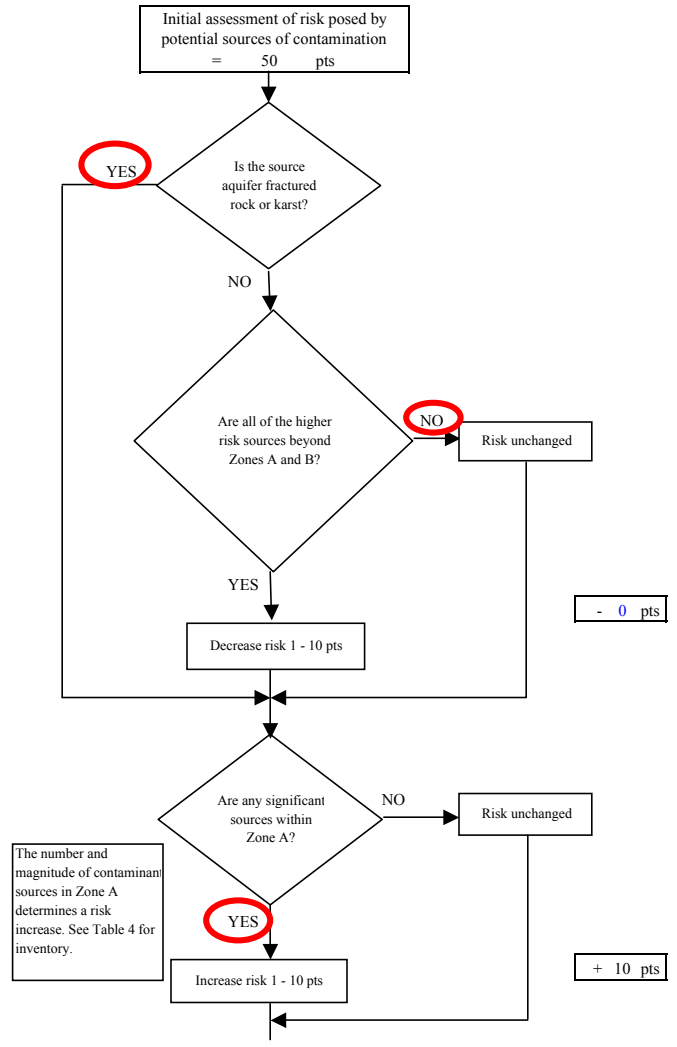 Initial assessment of risk posed by
potential sources of contamination
= 50 pts
Is the source
aquifer fractured
rock or karst?
YES
NO
Are all of the higher
risk sources beyond
Zones A and B?
NO
Risk unchanged
YES
- 0 pts
Decrease risk 1 - 10 pts
Are any significant
sources within
Zone A?
NO
Risk unchanged
The number and
magnitude of contaminant
sources in Zone A
determines a risk
increase. See Table 4 for
inventory.
YES
+ 10 pts
Increase risk 1 - 10 pts